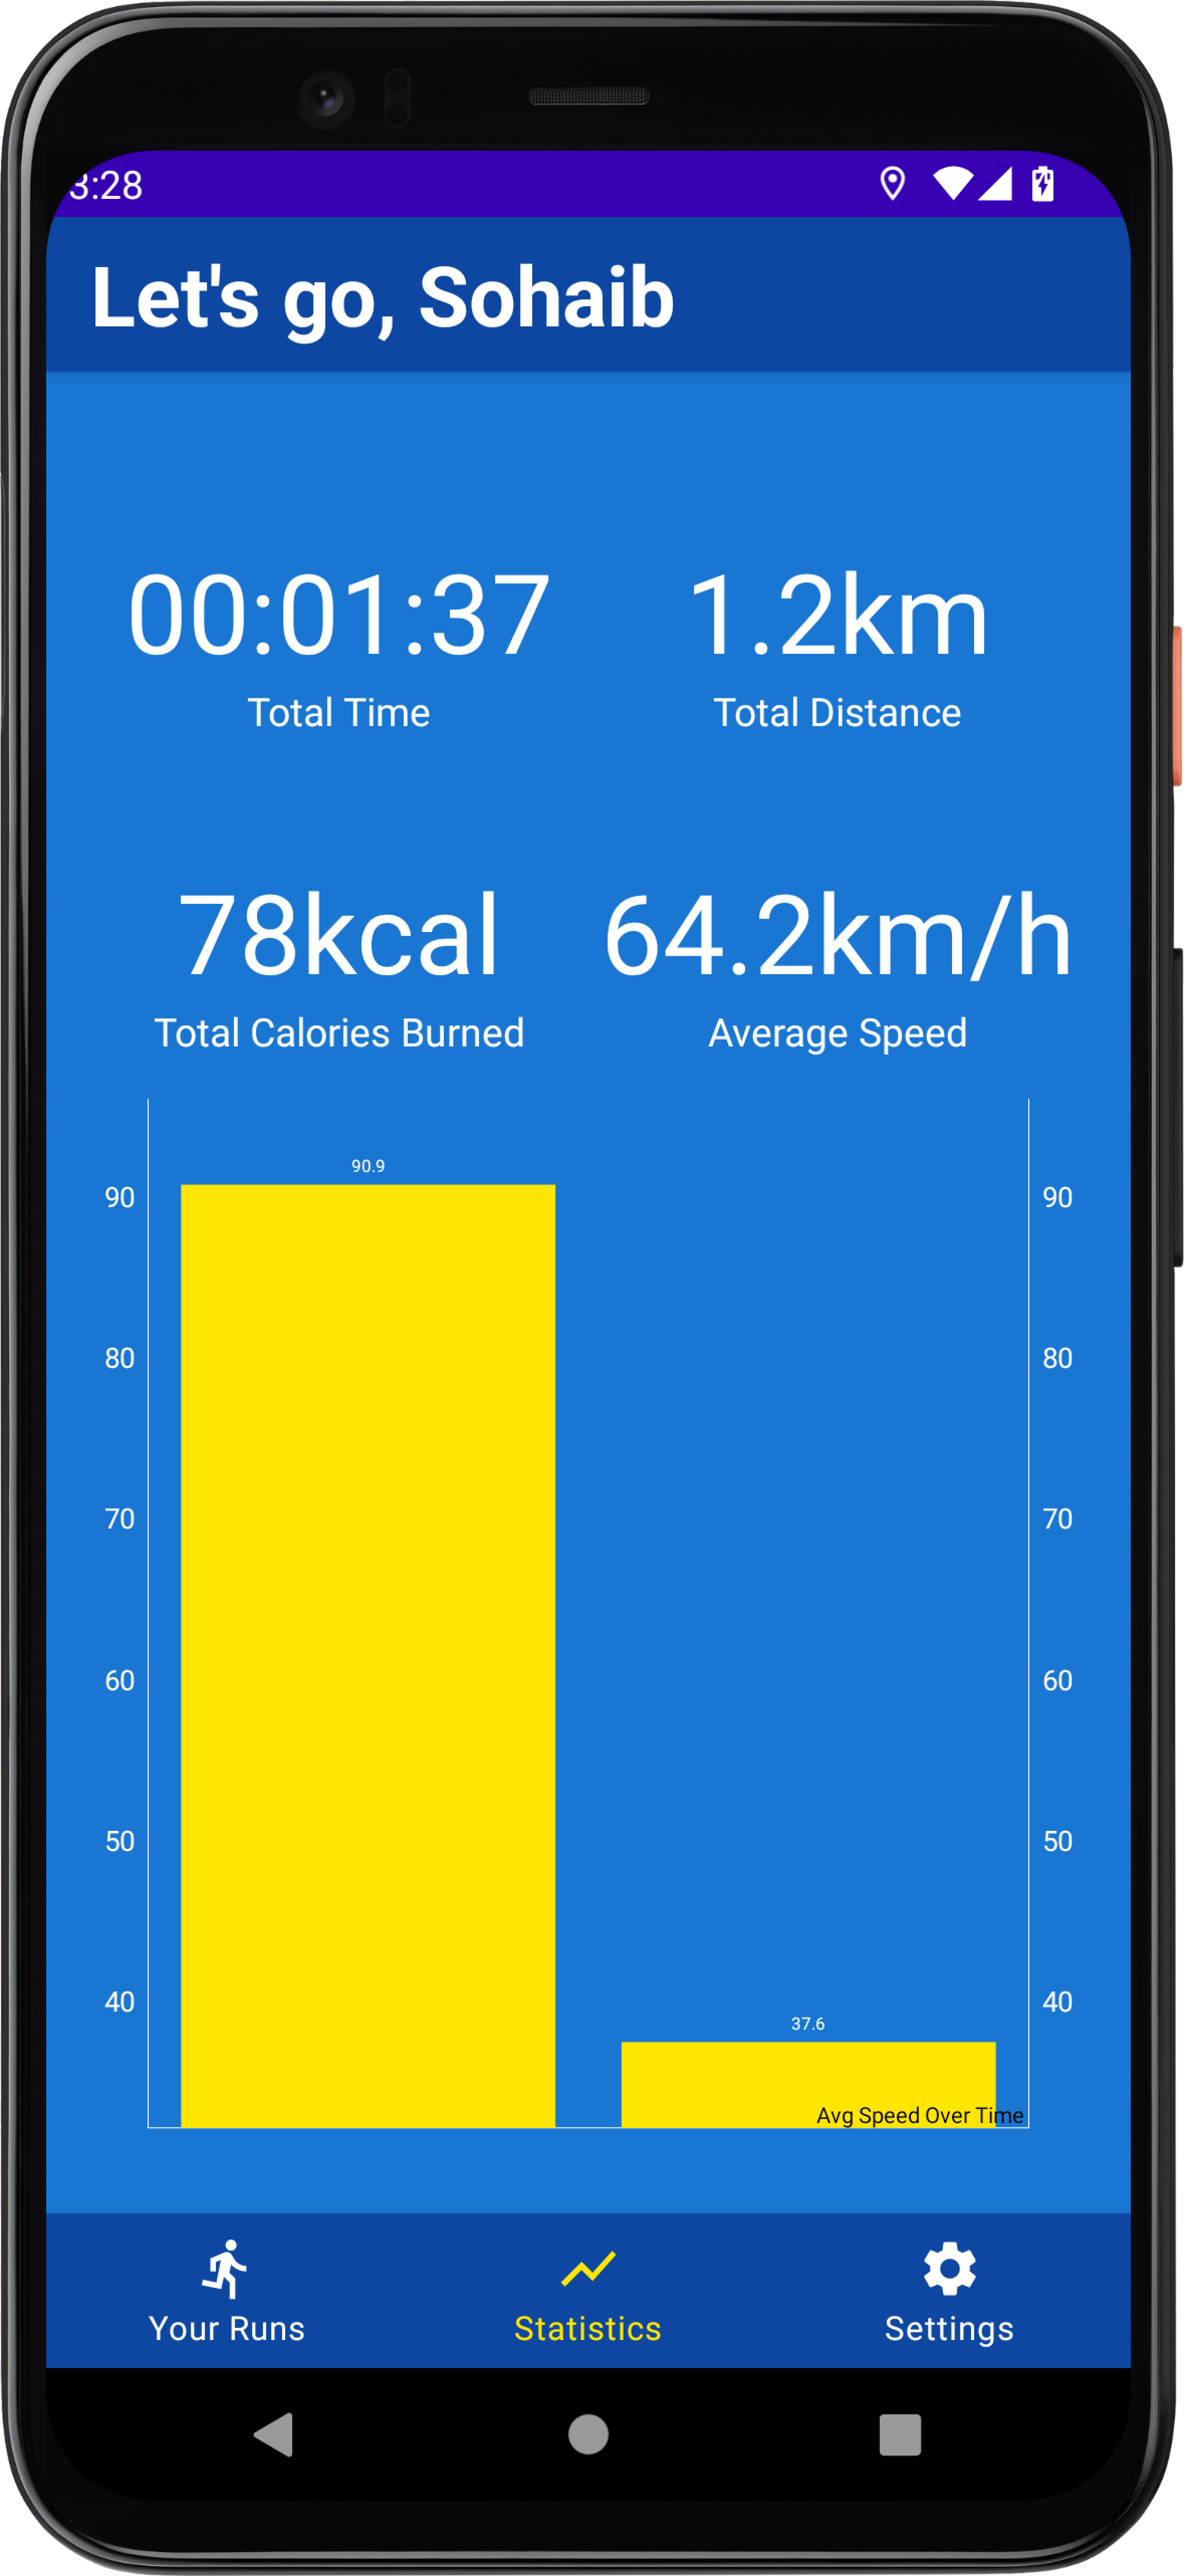 3:28
Let's go, Sohaib
00:01:37 1.2km
Total Time Total Distance
78kcal 64.2km/h
Total Calories Burned Average Speed
90.9
90 90
80 80
70 70
60 60
50 50
40 40
37.6
Avg Speed Over Time
Your Runs Statistics Settings